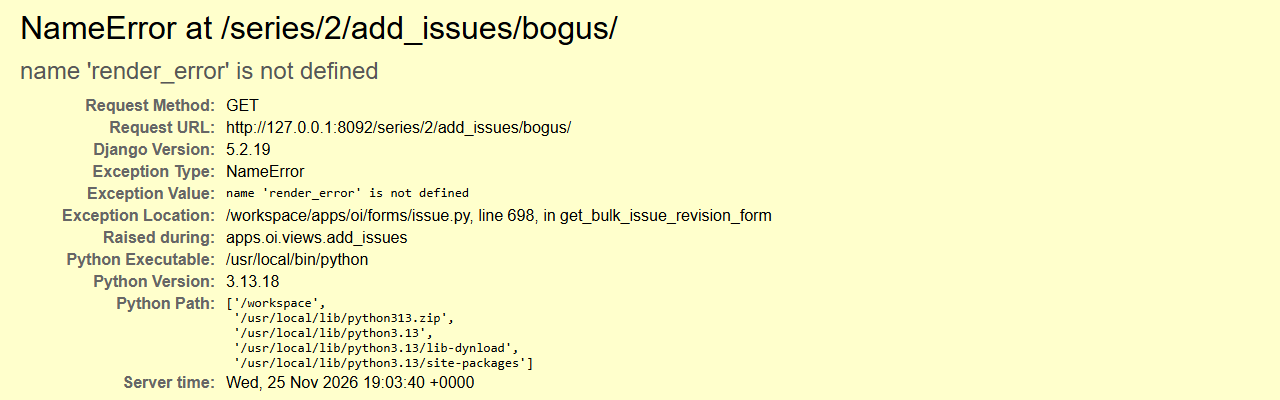 NameError at /series/2/add_issues/bogus/
name 'render_error' is not defined
Request Method: GET
Request URL: http://127.0.0.1:8092/series/2/add_issues/bogus/
Django Version: 5.2.19
Exception Type: NameError
Exception Value: name 'render_error' is not defined
Exception Location: /workspace/apps/oi/forms/issue.py, line 698, in get_bulk_issue_revision_form
Raised during: apps.oi.views.add_issues
Python Executable: /usr/local/bin/python
Python Version: 3.13.18
Python Path: ['/workspace',
'/usr/local/lib/python313.zip',
'/usr/local/lib/python3.13',
'/usr/local/lib/python3.13/lib-dynload',
'/usr/local/lib/python3.13/site-packages']
Server time: Wed, 25 Nov 2026 19:03:40 +0000